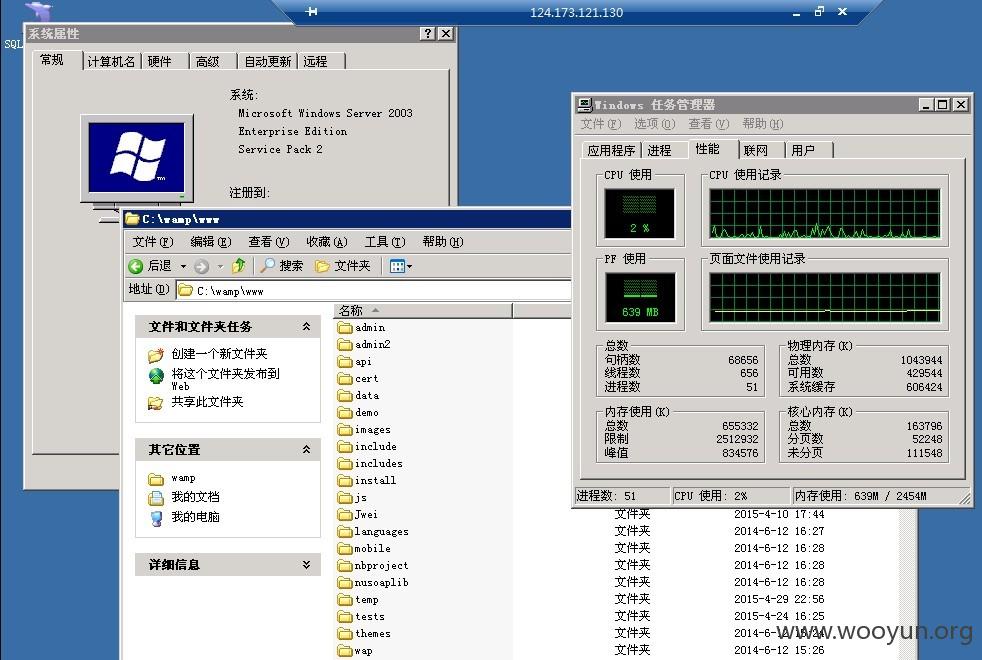 124.173.121.130
SQL
系统属性
常规 计算机名 硬件 高级 自动更新 远程
系统:
Microsoft Windows Server 2003
Enterprise Edition
Service Pack 2
注册到:
C:\wamp\www
文件(F) 编辑(E) 查看(V) 收藏(A) 工具(T) 帮助(H)
后退 搜索 文件夹
地址(D) C:\wamp\www
文件和文件夹任务
创建一个新文件夹
将这个文件夹发布到
Web
共享此文件夹
其它位置
wamp
我的文档
我的电脑
详细信息
名称
admin
admin2
api
cert
data
demo
images
include
includes
install
js
Jwei
languages
mobile
nbproject
nusoaplib
temp
tests
themes
wap
文件夹 2015-4-10 17:44
文件夹 2014-6-12 16:27
文件夹 2014-6-12 16:28
文件夹 2014-6-12 16:28
文件夹 2014-6-12 16:28
文件夹 2015-4-29 22:56
文件夹 2015-4-24 16:25
文件夹 2014-6-12
文件夹 2014-6-12 15:26
Windows 任务管理器
文件(F) 选项(O) 查看(V) 帮助(H)
应用程序 进程 性能 联网 用户
CPU 使用 CPU 使用记录
2 %
PF 使用 页面文件使用记录
639 MB
总数
句柄数 68656
线程数 656
进程数 51
物理内存(K)
总数 1043944
可用数 429544
系统缓存 606424
内存使用(K)
总数 655332
限制 2512932
峰值 834576
核心内存(K)
总数 163796
分页数 52248
未分页 111548
进程数: 51 CPU 使用: 2% 内存使用: 639M / 2454M
www.wooyun.org